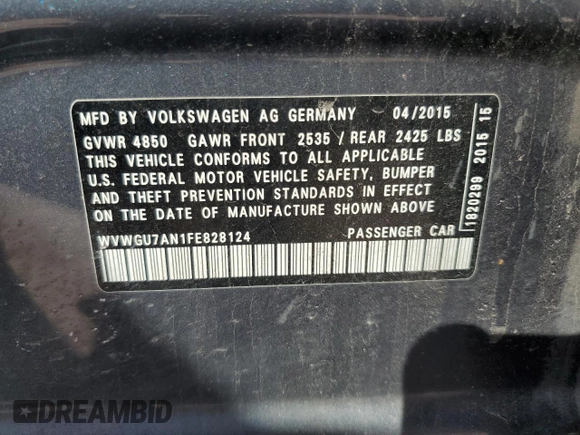 MFD BY VOLKSWAGEN AG GERMANY 04/2015
GVWR 4850 GAWR FRONT 2535 / REAR 2425 LBS
THIS VEHICLE CONFORMS TO ALL APPLICABLE
U.S. FEDERAL MOTOR VEHICLE SAFETY, BUMPER
AND THEFT PREVENTION STANDARDS IN EFFECT
ON THE DATE OF MANUFACTURE SHOWN ABOVE
WVWGU7AN1FE828124 PASSENGER CAR
1820299 2015 15
DREAMBID